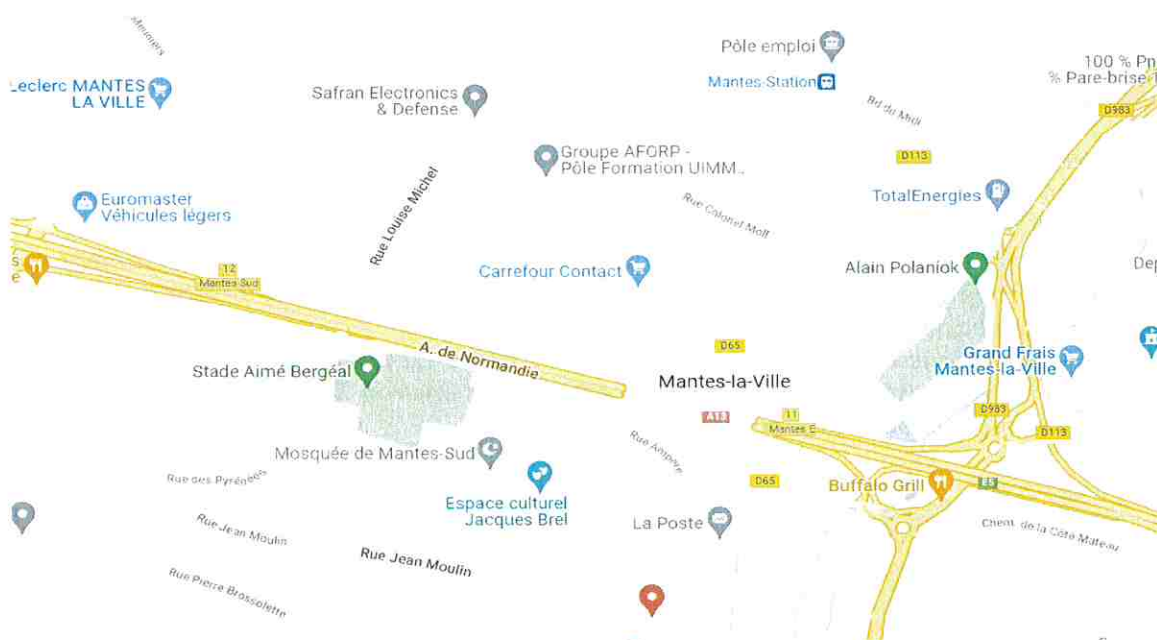 Pôle emploi
Mantes-Station
100 % Pn
% Pare-brise
Leclerc MANTES
LA VILLE
Safran Electronics
& Defense
D983
Bd du Midi
Groupe AFORP -
Pôle Formation UIMM...
D113
Euromaster
Véhicules légers
Rue Louise Michel
Rue Colonel Moll
TotalEnergies
s
e
12
Mantes Sud
Carrefour Contact
Alain Polaniok
Dep
A. de Normandie
D65
Grand Frais
Mantes-la-Ville
Stade Aimé Bergéal
Mantes-la-Ville
A13
11
Mantes E
D983
D113
Mosquée de Mantes-Sud
Rue Ampère
Rue des Pyrénées
D65
Buffalo Grill
E5
Espace culturel
Jacques Brel
La Poste
Rue Jean Moulin
Chem. de la Côte Mateau
Rue Jean Moulin
Rue Pierre Brossolette